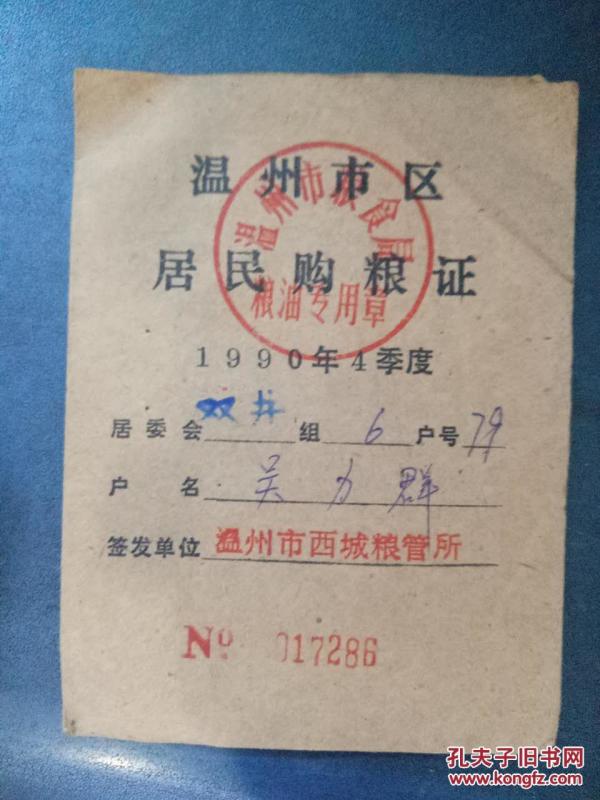 温州市区
居民购粮证
温州市粮食局
粮油专用章
1990年4季度
居委会 双井 组 6 户号 79
户名 吴力群
签发单位 温州市西城粮管所
Nº 017286
孔夫子旧书网
www.kongfz.com